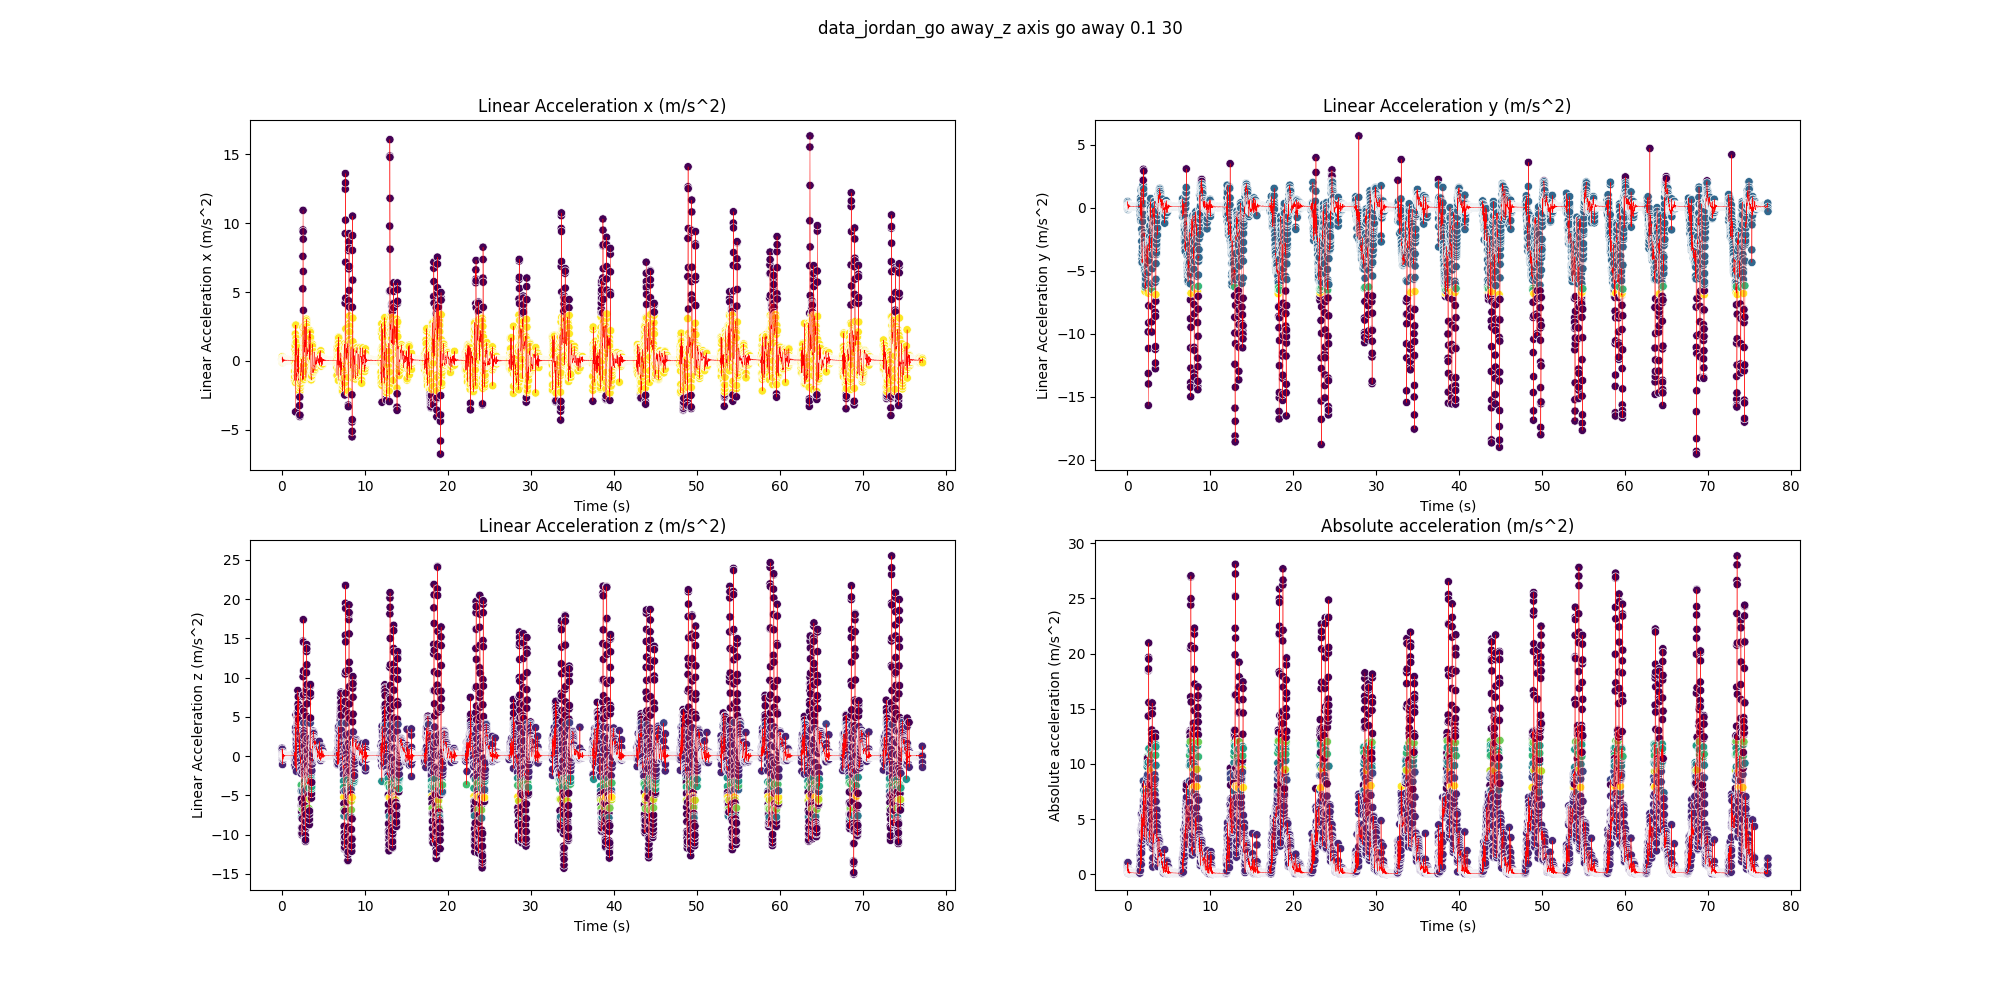 data_jordan_go away_z axis go away 0.1 30
Linear Acceleration x (m/s^2)
Linear Acceleration x (m/s^2)
15
10
5
0
−5
0 10 20 30 40 50 60 70 80
Time (s)
Linear Acceleration y (m/s^2)
Linear Acceleration y (m/s^2)
5
0
−5
−10
−15
−20
0 10 20 30 40 50 60 70 80
Time (s)
Linear Acceleration z (m/s^2)
Linear Acceleration z (m/s^2)
25
20
15
10
5
0
−5
−10
−15
0 10 20 30 40 50 60 70 80
Time (s)
Absolute acceleration (m/s^2)
Absolute acceleration (m/s^2)
30
25
20
15
10
5
0
0 10 20 30 40 50 60 70 80
Time (s)